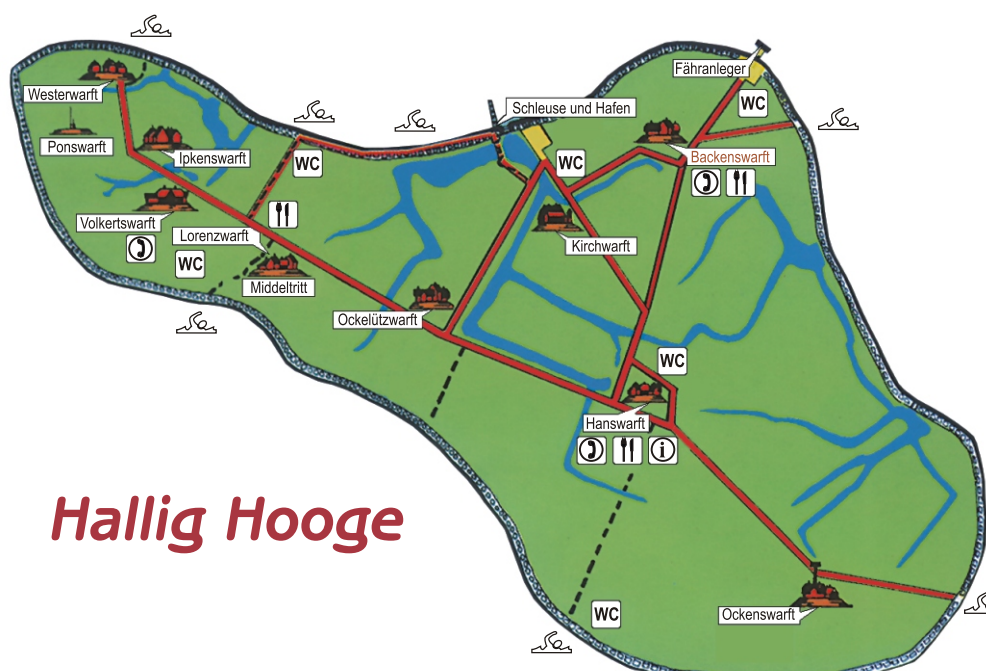 Fähranleger
Westerwarft
WC
Schleuse und Hafen
Ponswarft
Ipkenswarft
WC
WC
Backenswarft
Volkertswarft
Lorenzwarft
WC
Kirchwarft
Middeltritt
Ockelützwarft
WC
Hanswarft
i
Hallig Hooge
WC
Ockenswarft